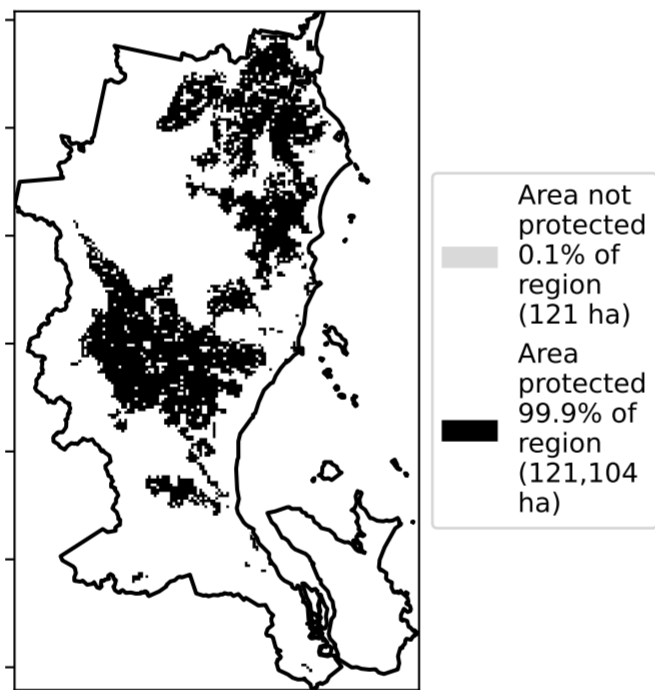 Area not
protected
0.1% of
region
(121 ha)
Area
protected
99.9% of
region
(121,104
ha)